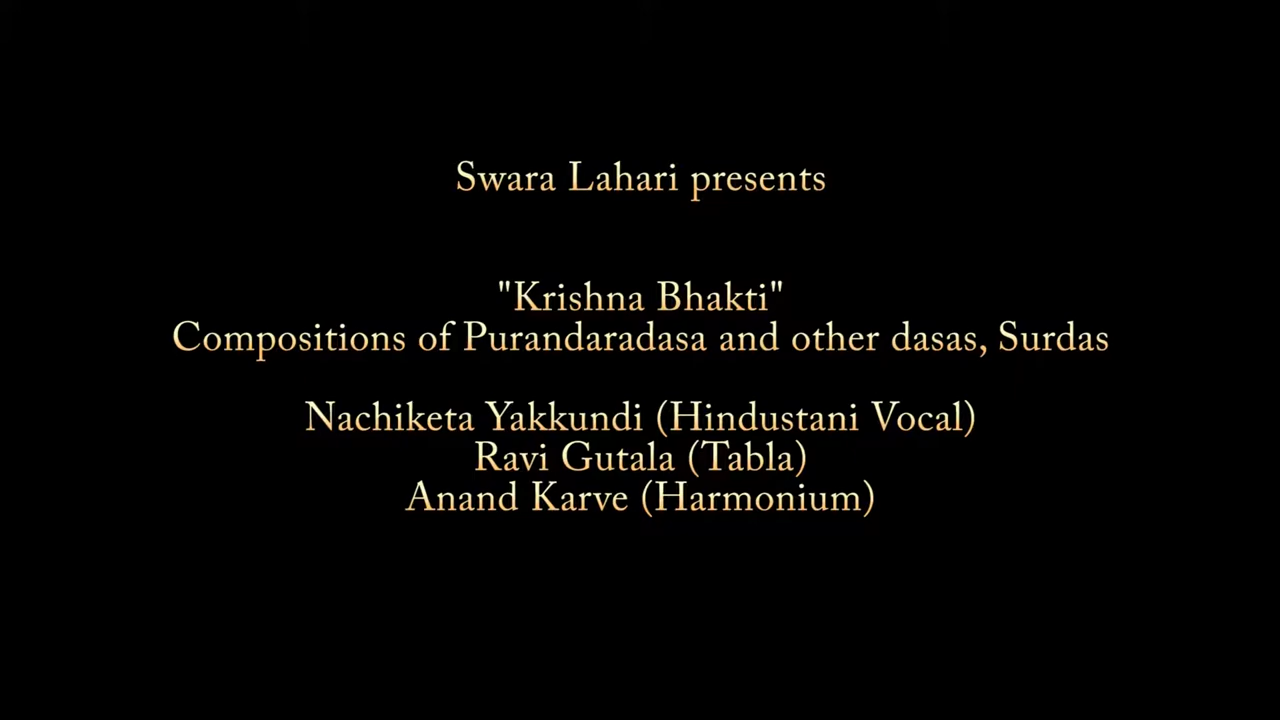 Swara Lahari presents
"Krishna Bhakti"
Compositions of Purandaradasa and other dasas, Surdas
Nachiketa Yakkundi (Hindustani Vocal)
Ravi Gutala (Tabla)
Anand Karve (Harmonium)